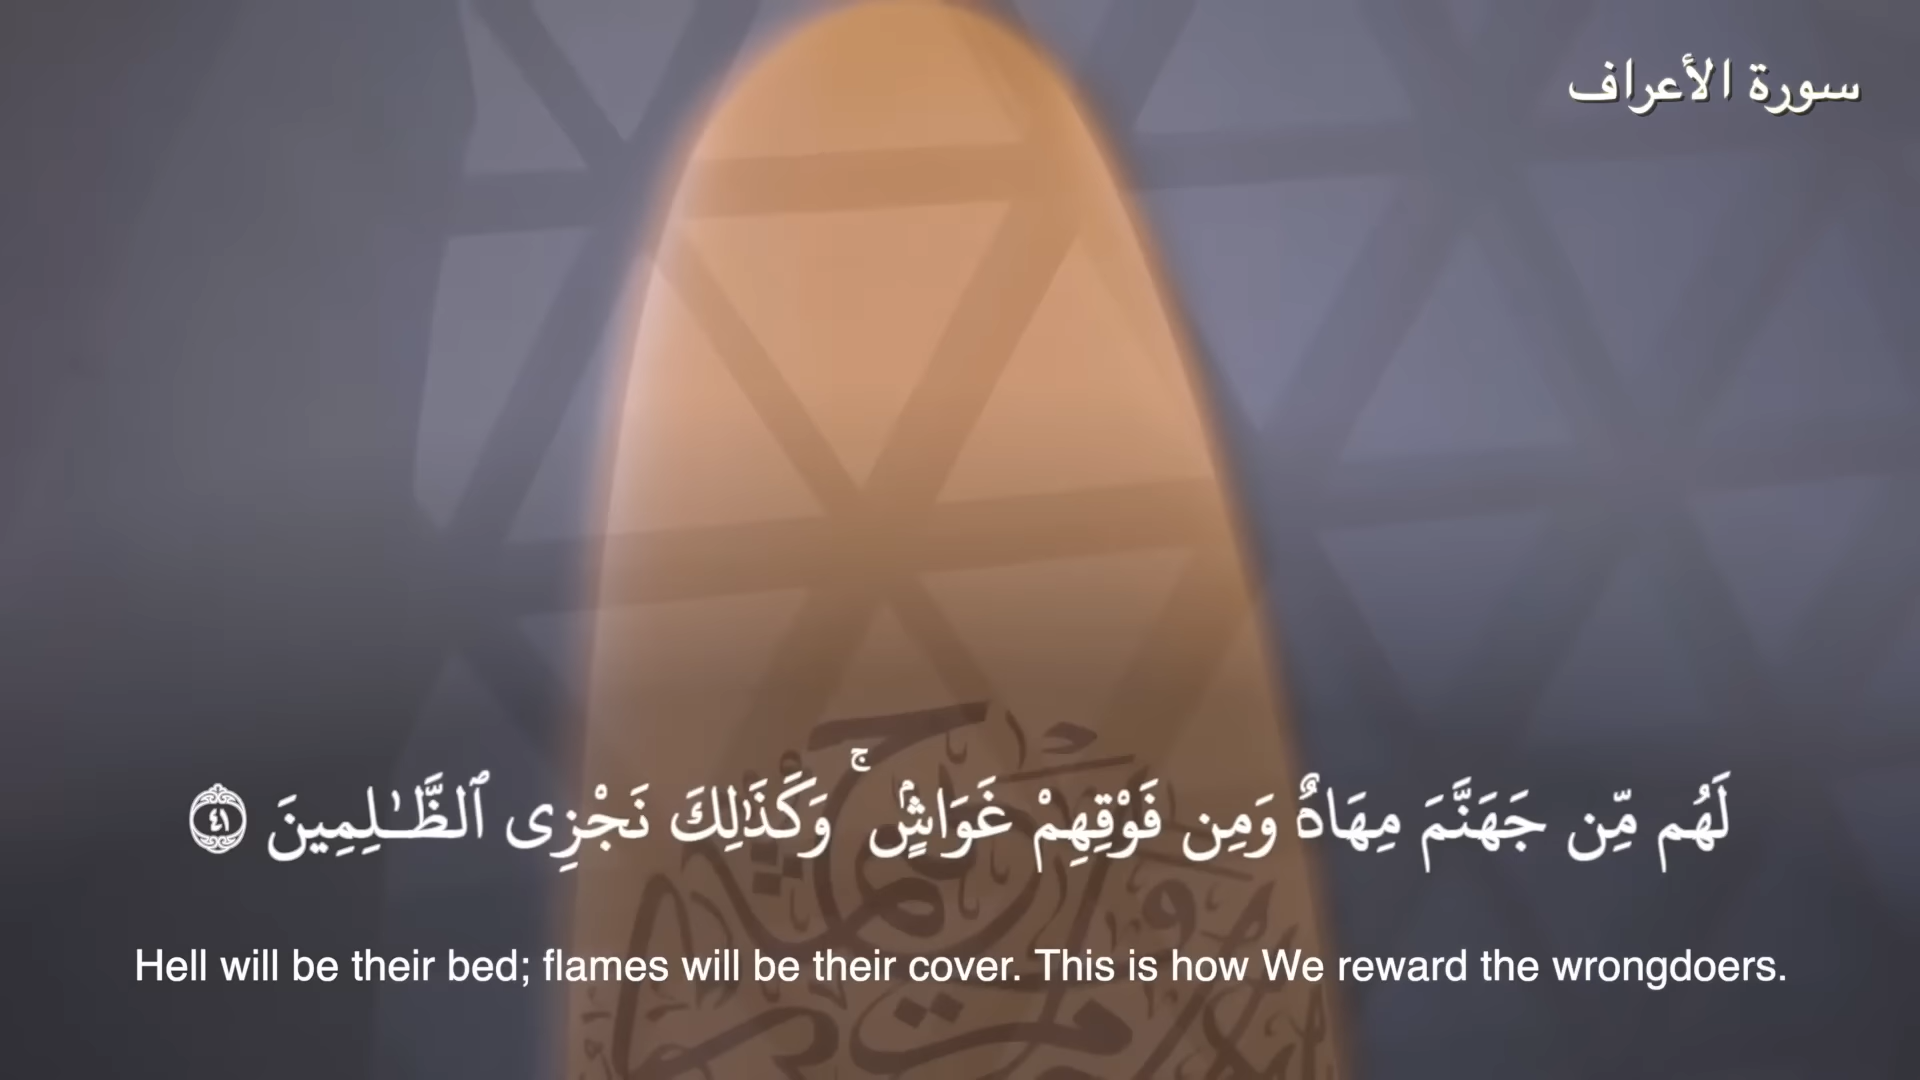 سورة الأعراف
لَهُم مِّن جَهَنَّمَ مِهَادٌ وَمِن فَوْقِهِمْ غَوَاشٍ ۚ وَكَذَٰلِكَ نَجْزِى ٱلظَّـٰلِمِينَ ٤١
Hell will be their bed; flames will be their cover. This is how We reward the wrongdoers.